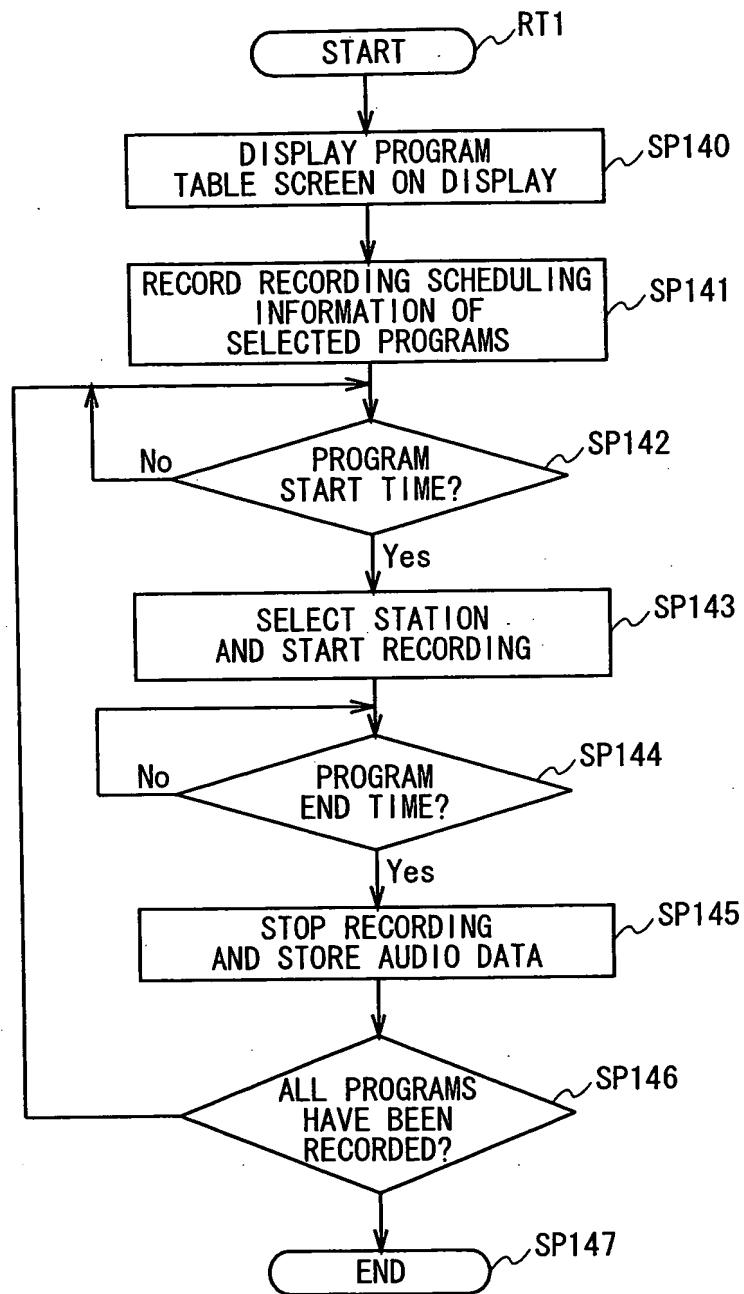 START
RT1
DISPLAY PROGRAM
TABLE SCREEN ON DISPLAY
SP140
RECORD RECORDING SCHEDULING
INFORMATION OF
SELECTED PROGRAMS
SP141
PROGRAM
START TIME?
SP142
No
Yes
SELECT STATION
AND START RECORDING
SP143
PROGRAM
END TIME?
SP144
No
Yes
STOP RECORDING
AND STORE AUDIO DATA
SP145
ALL PROGRAMS
HAVE BEEN
RECORDED?
SP146
END
SP147